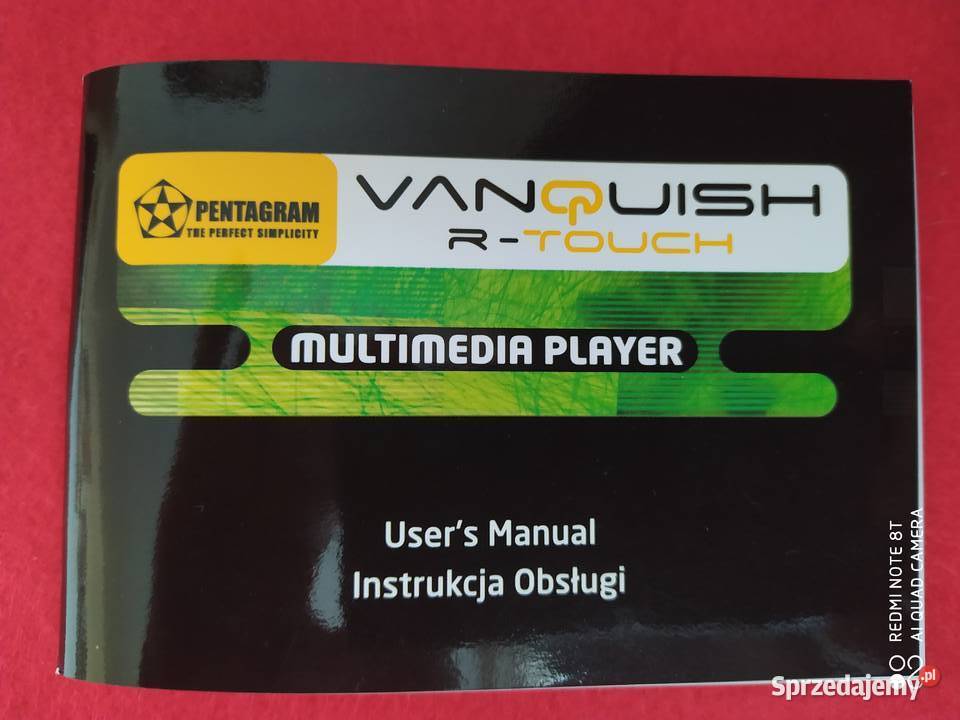 PENTAGRAM
THE PERFECT SIMPLICITY
VANQUISH
R-TOUCH
MULTIMEDIA PLAYER
User's Manual
Instrukcja Obsługi
REDMI NOTE 8T
AI QUAD CAMERA
Sprzedajemy.pl